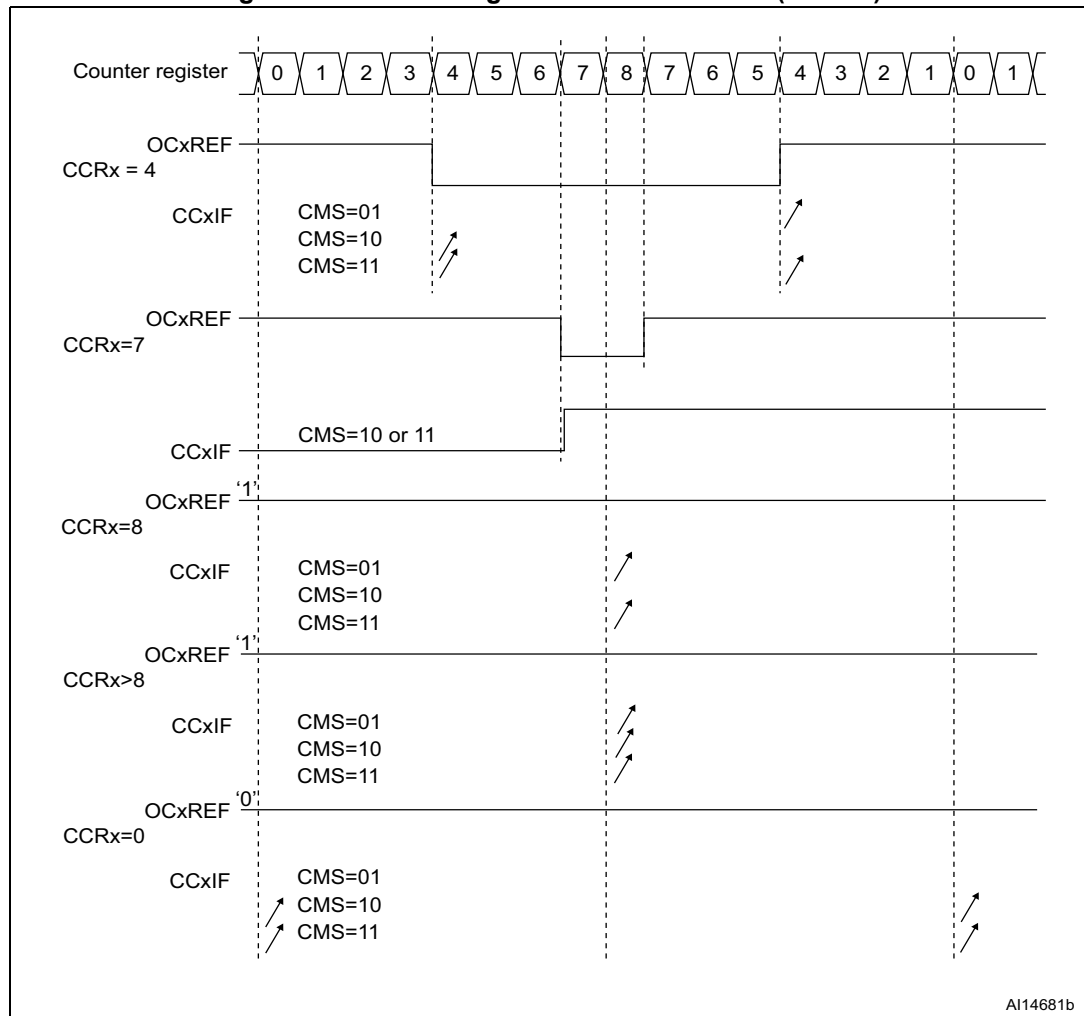 Counter register 0 1 2 3 4 5 6 7 8 7 6 5 4 3 2 1 0 1
OCxREF
CCRx = 4
CCxIF CMS=01
CMS=10
CMS=11
OCxREF
CCRx=7
CMS=10 or 11
CCxIF
OCxREF '1'
CCRx=8
CCxIF CMS=01
CMS=10
CMS=11
OCxREF '1'
CCRx>8
CCxIF CMS=01
CMS=10
CMS=11
OCxREF '0'
CCRx=0
CCxIF CMS=01
CMS=10
CMS=11
AI14681b